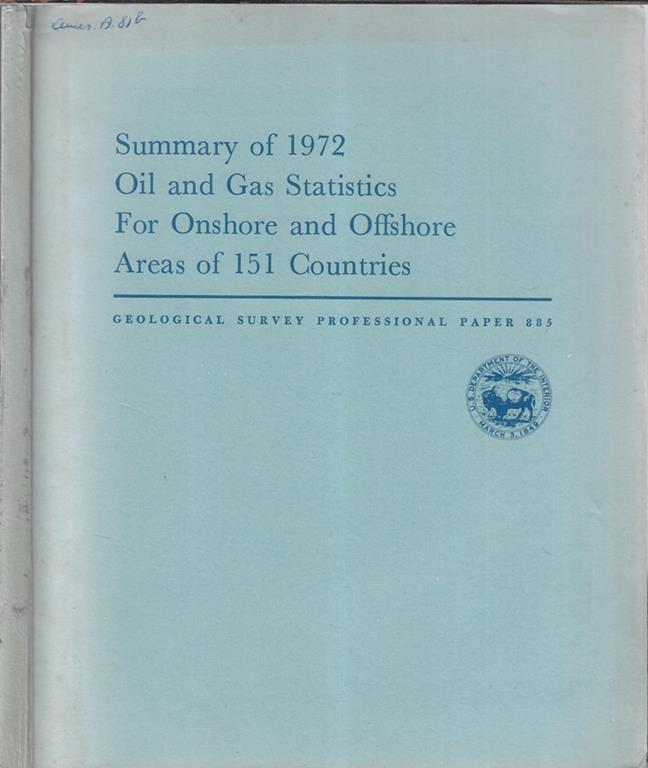 Summary of 1972
Oil and Gas Statistics
For Onshore and Offshore
Areas of 151 Countries
GEOLOGICAL SURVEY PROFESSIONAL PAPER 885
U.S. DEPARTMENT OF THE INTERIOR
MARCH 3, 1849